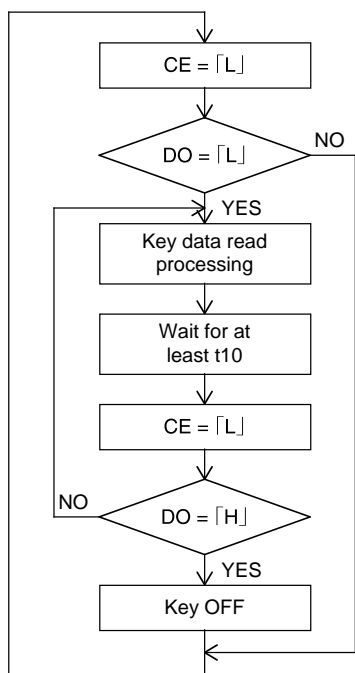 CE = ⌈L⌋
DO = ⌈L⌋
NO
YES
Key data read
processing
Wait for at
least t10
CE = ⌈L⌋
NO
DO = ⌈H⌋
YES
Key OFF